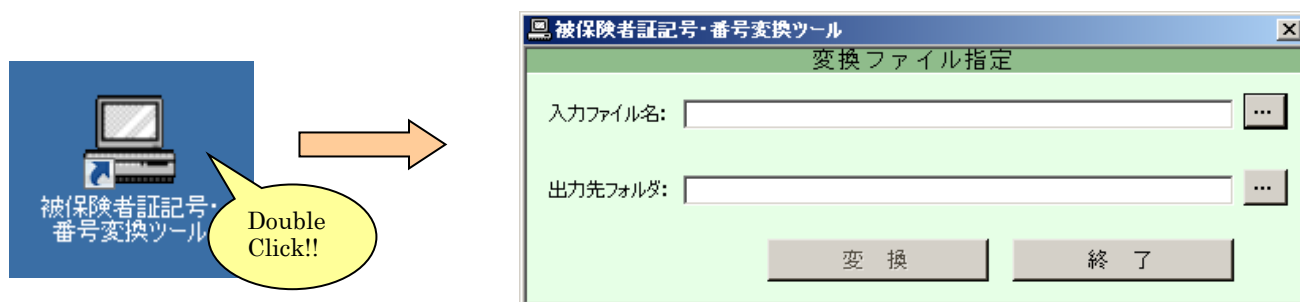 被保険者証記号・
番号変換ツール
Double
Click!!
被保険者証記号・番号変換ツール
変換ファイル指定
入力ファイル名:
...
出力先フォルダ:
...
変　換
終　了